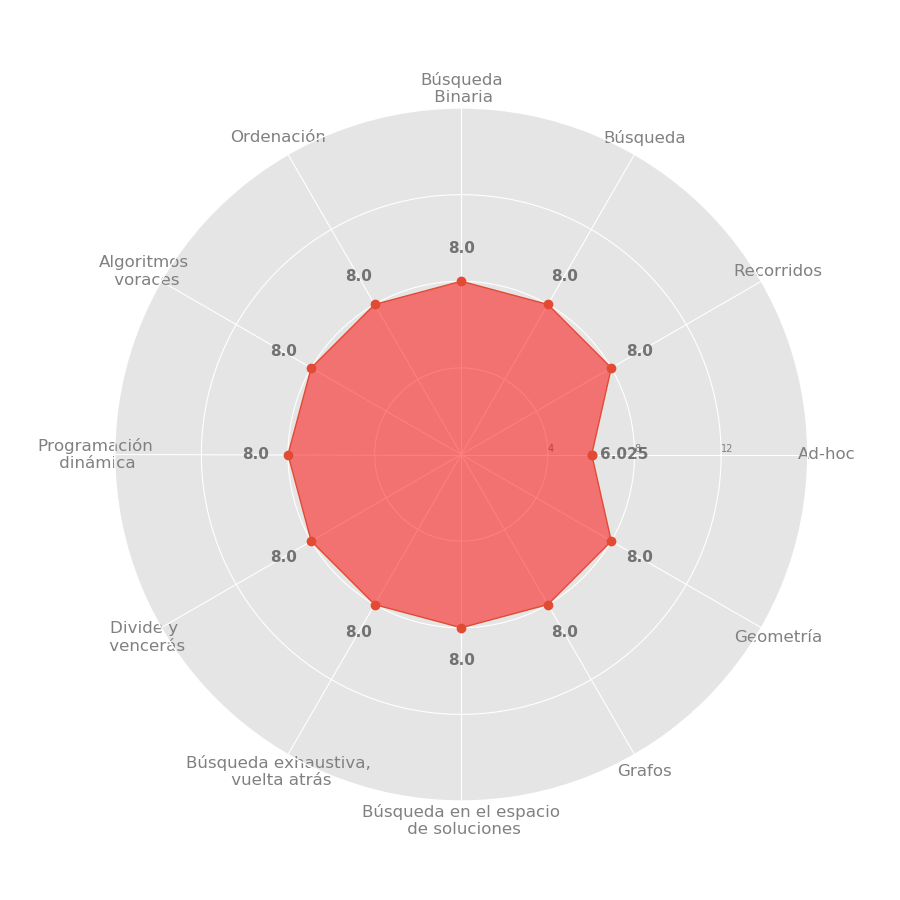 Búsqueda
Binaria
Ordenación
Búsqueda
8.0
Algoritmos
voraces
8.0
8.0
Recorridos
8.0
8.0
Programación
dinámica
8.0
4
6.025
8
12
Ad-hoc
8.0
8.0
Divide y
vencerás
8.0
8.0
Geometría
8.0
Búsqueda exhaustiva,
vuelta atrás
Grafos
Búsqueda en el espacio
de soluciones